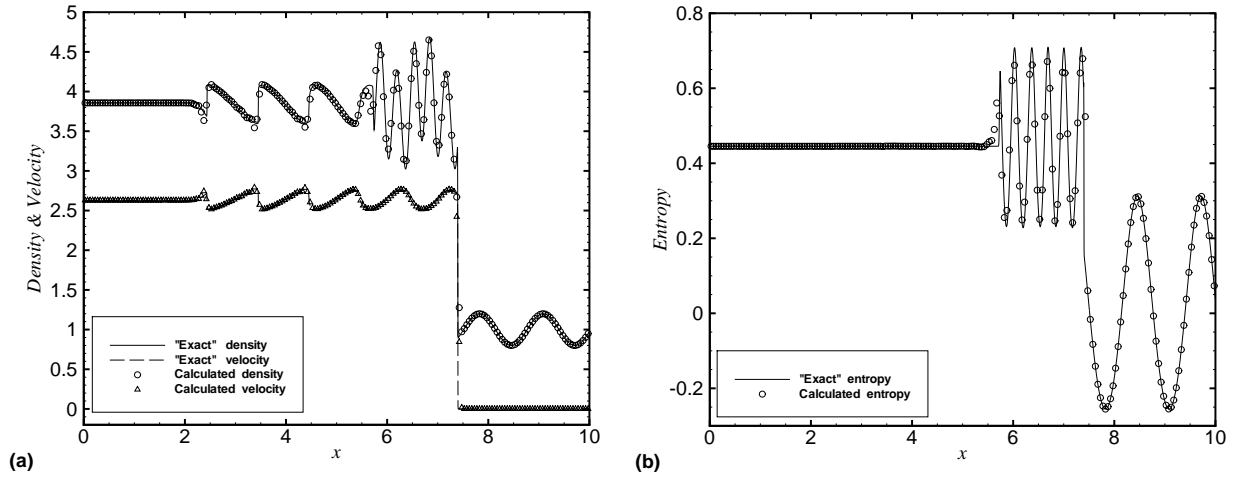 5
4.5
4
3.5
3
2.5
2
1.5
1
0.5
0
Density & Velocity
"Exact" density
"Exact" velocity
Calculated density
Calculated velocity
0 2 4 6 8 10
x
(a)
0.8
0.6
0.4
0.2
0
-0.2
Entropy
"Exact" entropy
Calculated entropy
0 2 4 6 8 10
x
(b)